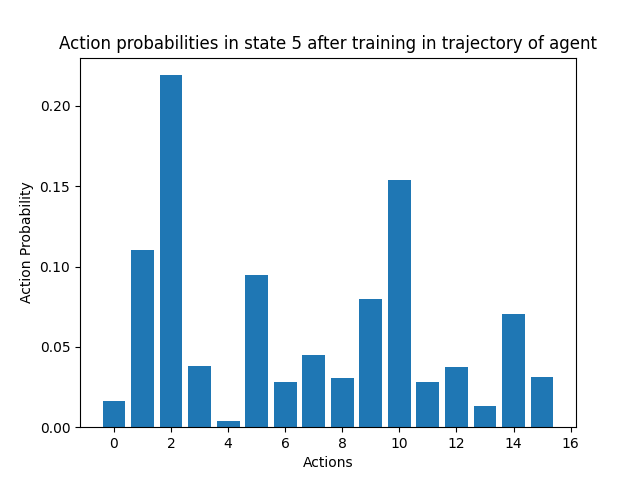 Action probabilities in state 5 after training in trajectory of agent
0.20
0.15
0.10
0.05
0.00
Action Probability
0 2 4 6 8 10 12 14 16
Actions